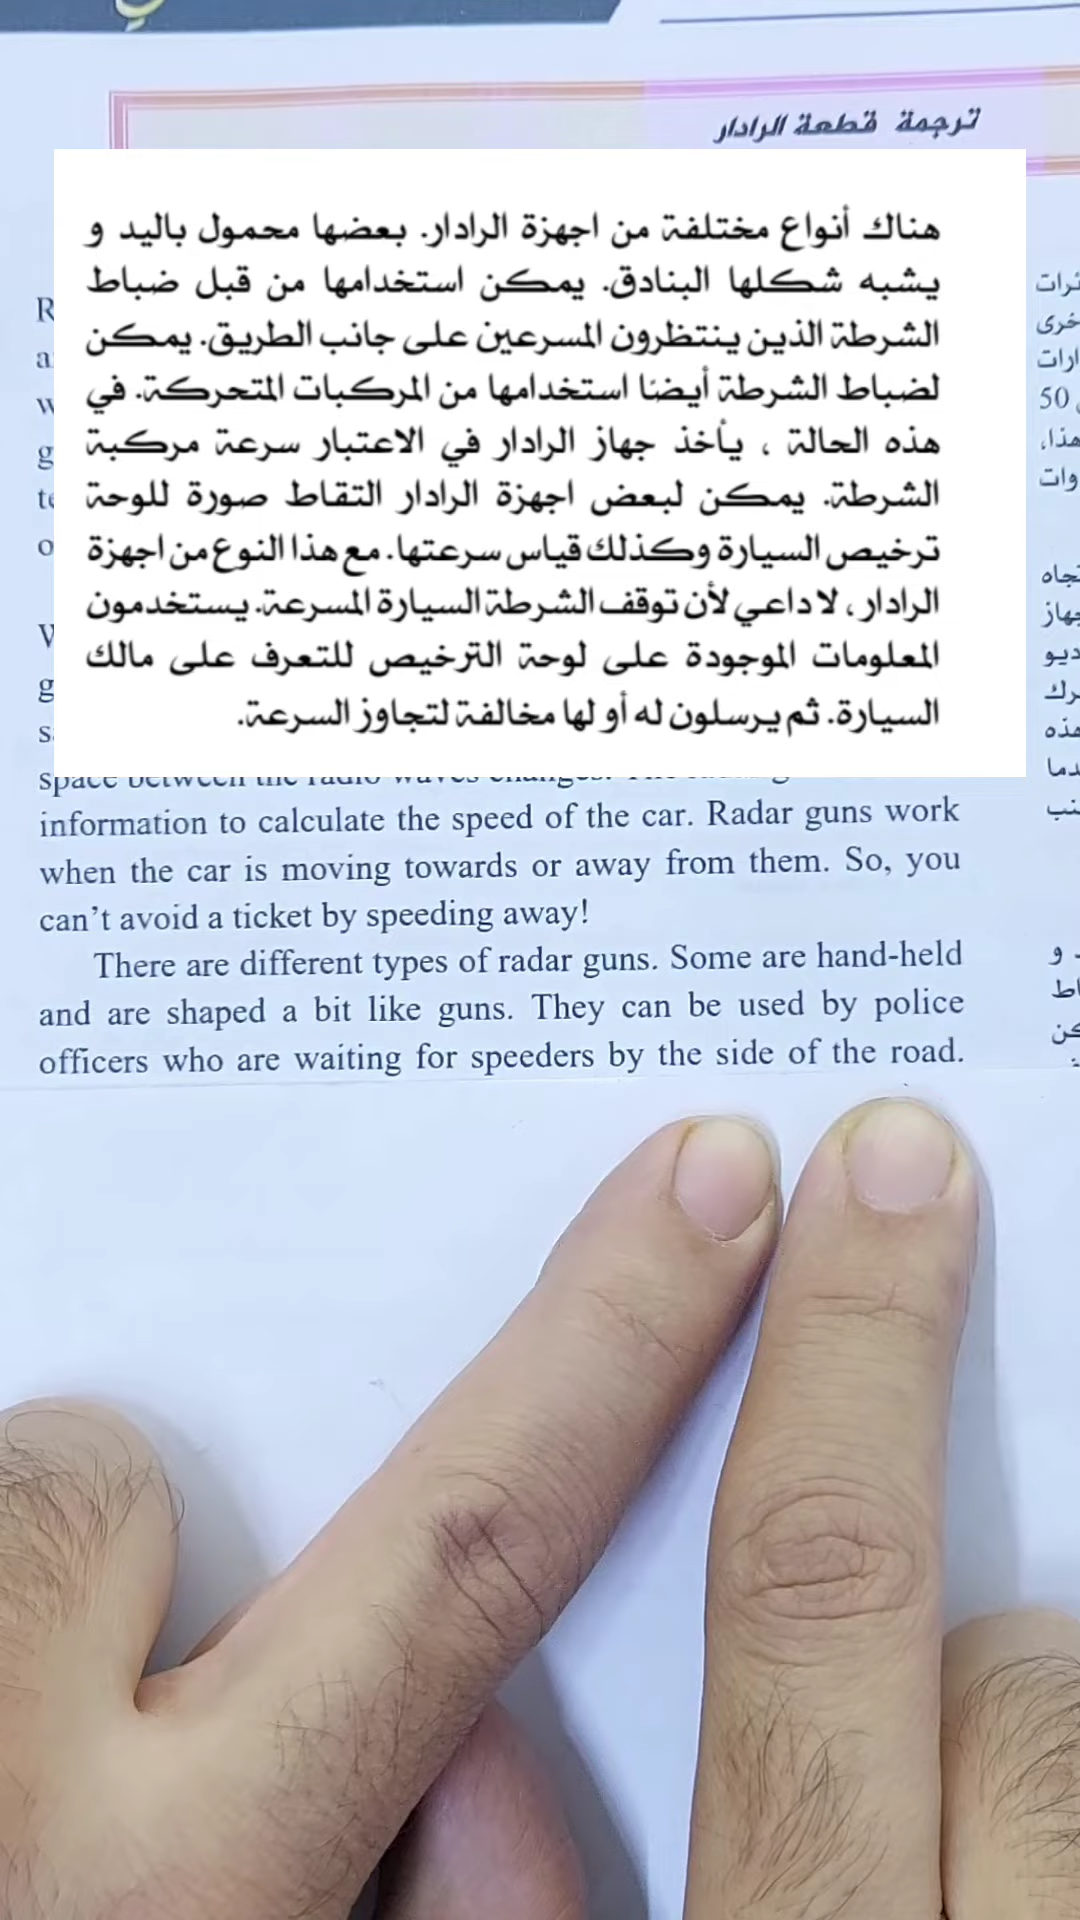 ترجمة قطعة الرادار
هناك أنواع مختلفة من اجهزة الرادار. بعضها محمول باليد و
يشبه شكلها البنادق. يمكن استخدامها من قبل ضباط
الشرطة الذين ينتظرون المسرعين على جانب الطريق. يمكن
لضباط الشرطة أيضا استخدامها من المركبات المتحركة. في
هذه الحالة ، يأخذ جهاز الرادار في الاعتبار سرعة مركبة
الشرطة. يمكن لبعض اجهزة الرادار التقاط صورة للوحة
ترخيص السيارة وكذلك قياس سرعتها. مع هذا النوع من اجهزة
الرادار، لا داعي لأن توقف الشرطة السيارة المسرعة. يستخدمون
المعلومات الموجودة على لوحة الترخيص للتعرف على مالك
السيارة. ثم يرسلون له أو لها مخالفة لتجاوز السرعة.
space between the radio waves changes.
information to calculate the speed of the car. Radar guns work
when the car is moving towards or away from them. So, you
can't avoid a ticket by speeding away!
There are different types of radar guns. Some are hand-held
and are shaped a bit like guns. They can be used by police
officers who are waiting for speeders by the side of the road.
50